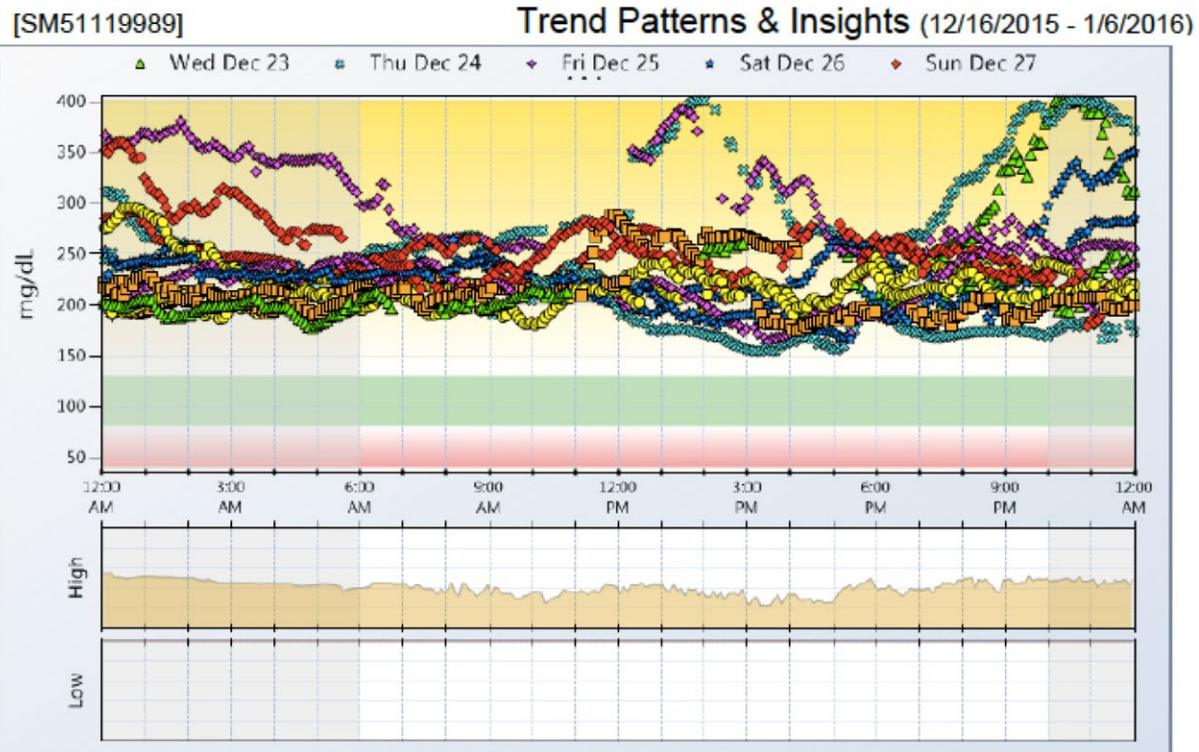 [SM51119989] Trend Patterns & Insights (12/16/2015 - 1/6/2016)
Wed Dec 23 Thu Dec 24 Fri Dec 25 Sat Dec 26 Sun Dec 27
400
350
300
250
200
150
100
50
mg/dL
12:00 AM
3:00 AM
6:00 AM
9:00 AM
12:00 PM
3:00 PM
6:00 PM
9:00 PM
12:00 AM
High
Low